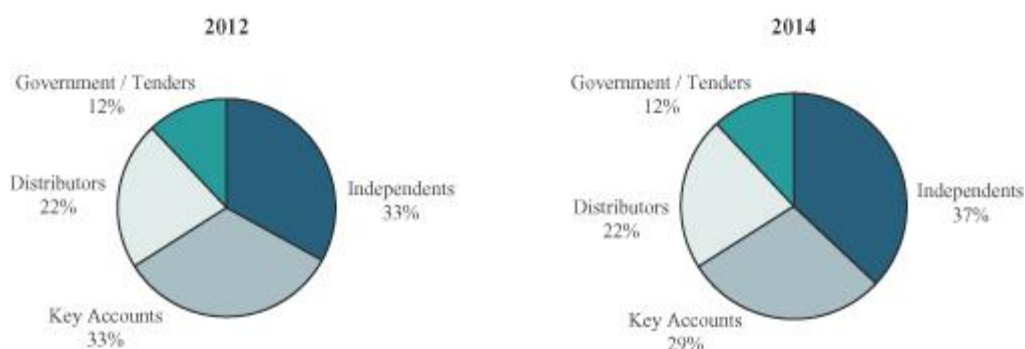 2012
Government / Tenders
12%
Distributors
22%
Independents
33%
Key Accounts
33%
2014
Government / Tenders
12%
Distributors
22%
Independents
37%
Key Accounts
29%